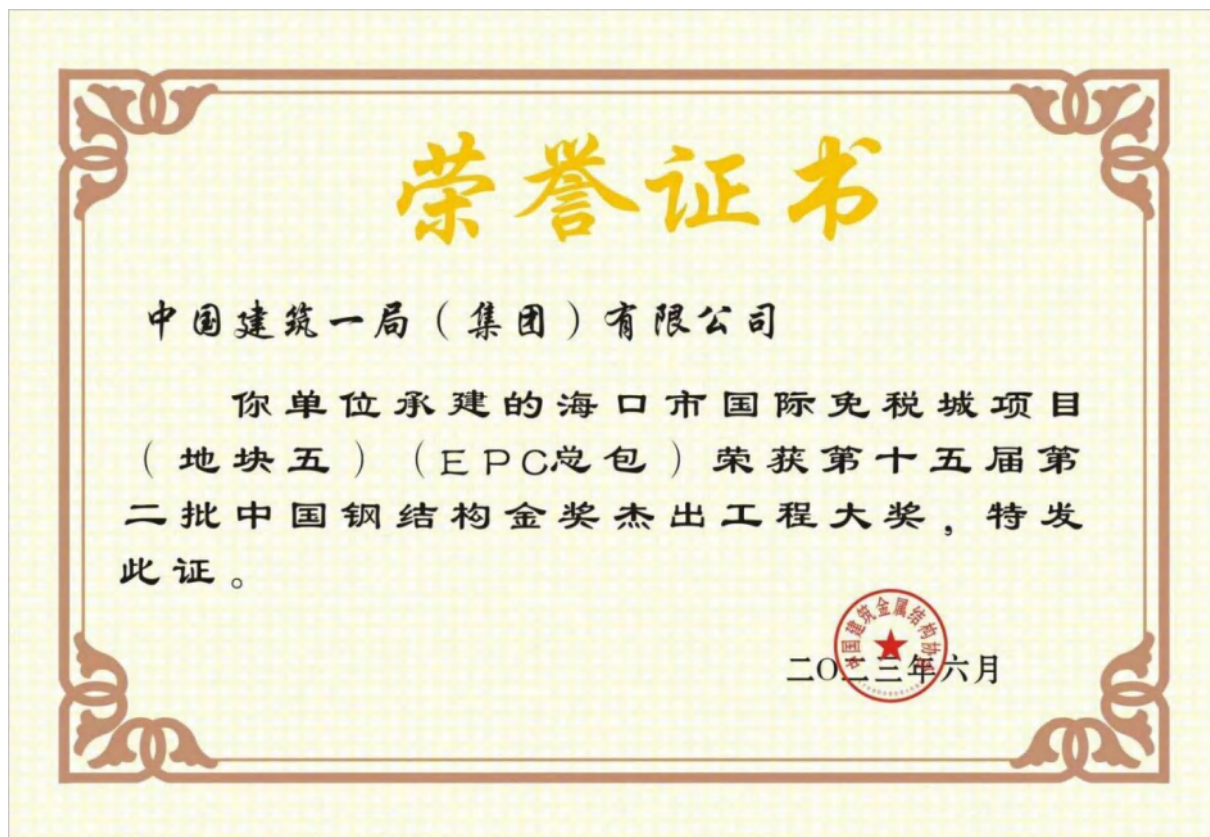 荣誉证书
中国建筑一局（集团）有限公司
你单位承建的海口市国际免税城项目
（地块五）（EPC总包）荣获第十五届第
二批中国钢结构金奖杰出工程大奖，特发
此证。
中国建筑金属结构协会
二〇二三年六月